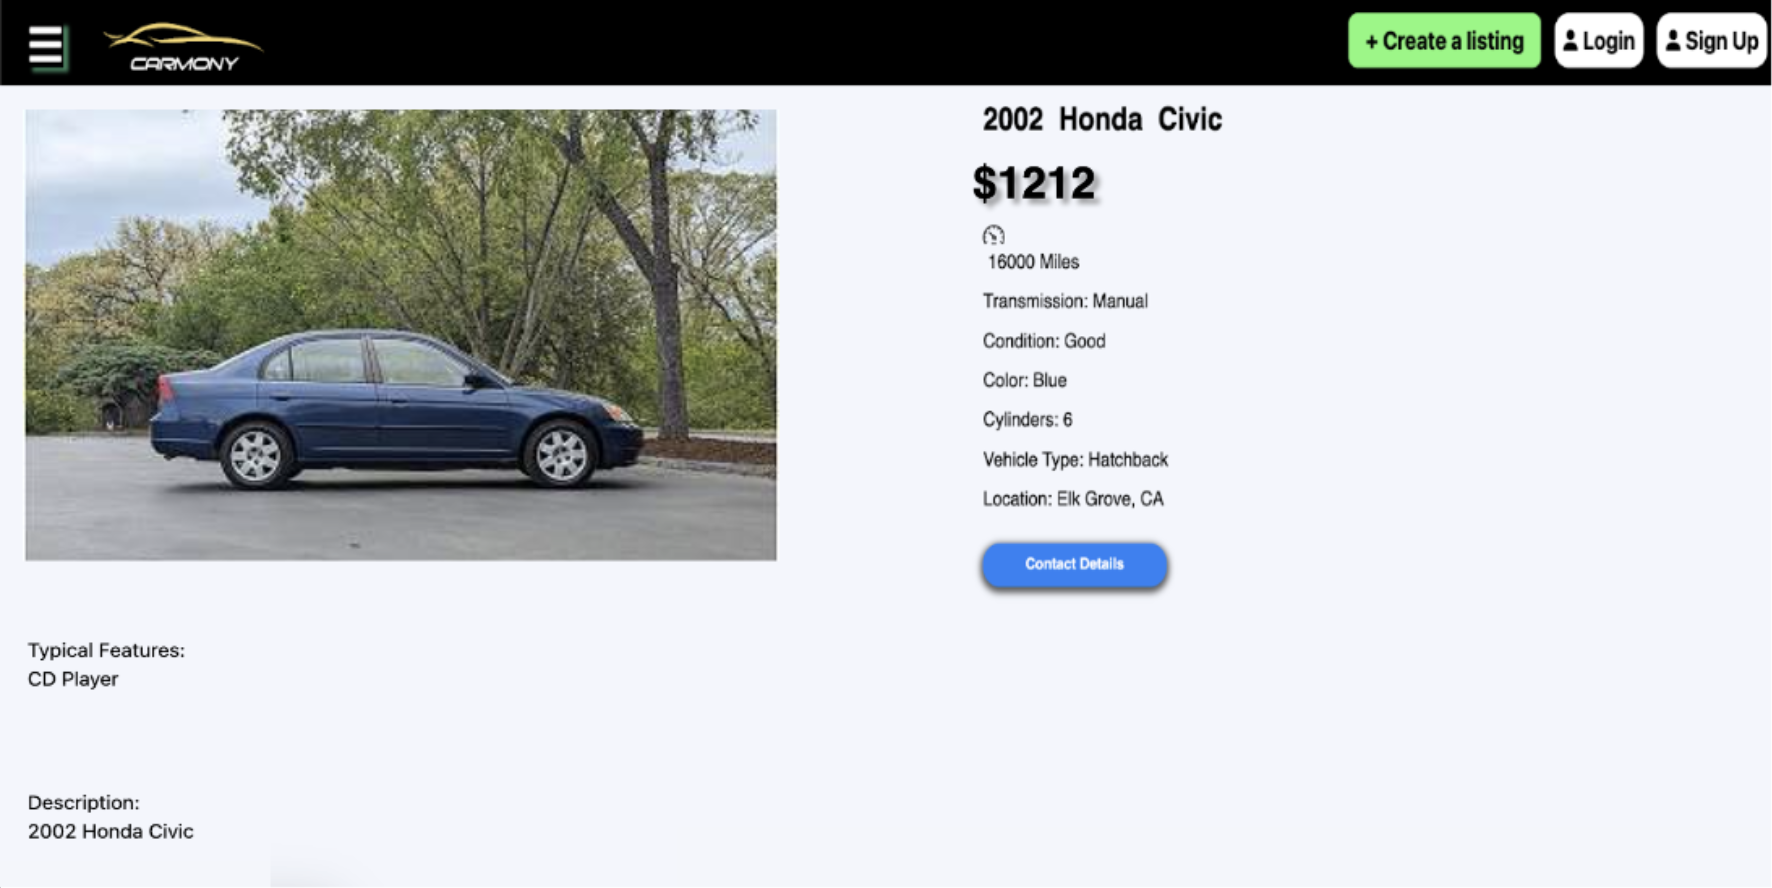 CARMONY
+ Create a listing
Login
Sign Up
2002 Honda Civic
$1212
16000 Miles
Transmission: Manual
Condition: Good
Color: Blue
Cylinders: 6
Vehicle Type: Hatchback
Location: Elk Grove, CA
Contact Details
Typical Features:
CD Player
Description:
2002 Honda Civic